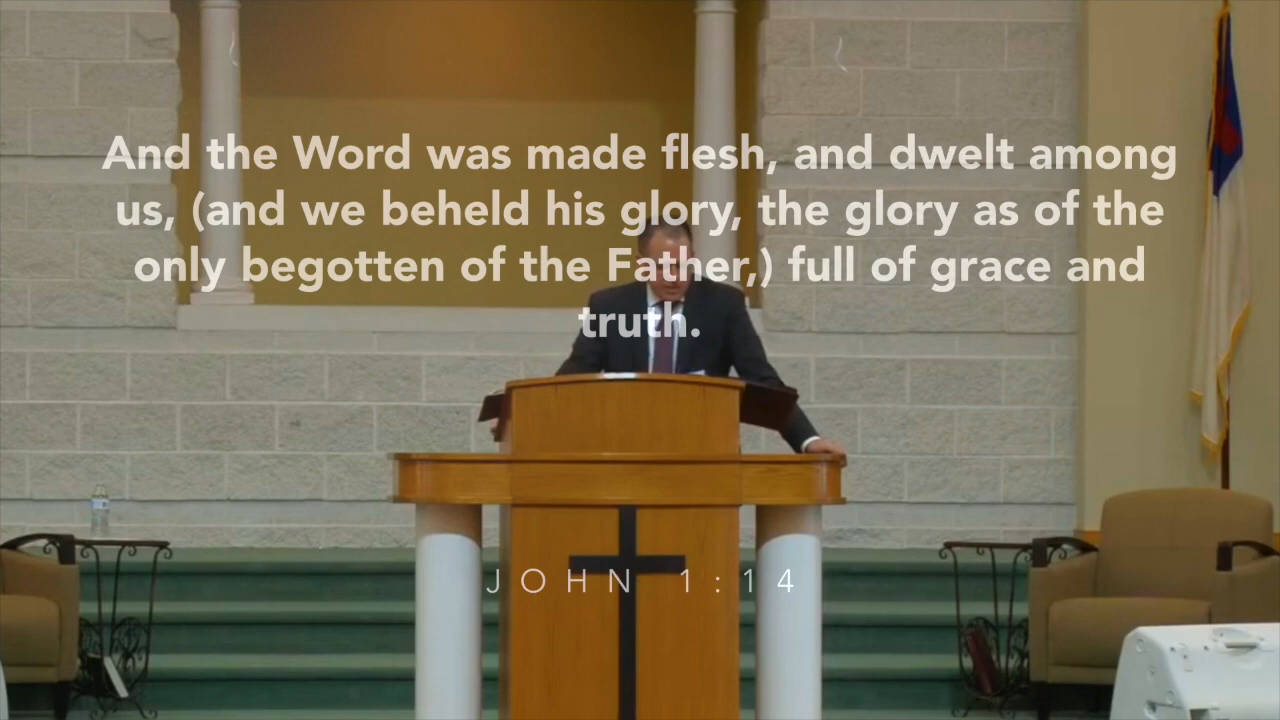 And the Word was made flesh, and dwelt among
us, (and we beheld his glory, the glory as of the
only begotten of the Father,) full of grace and
truth.
JOHN 1:14